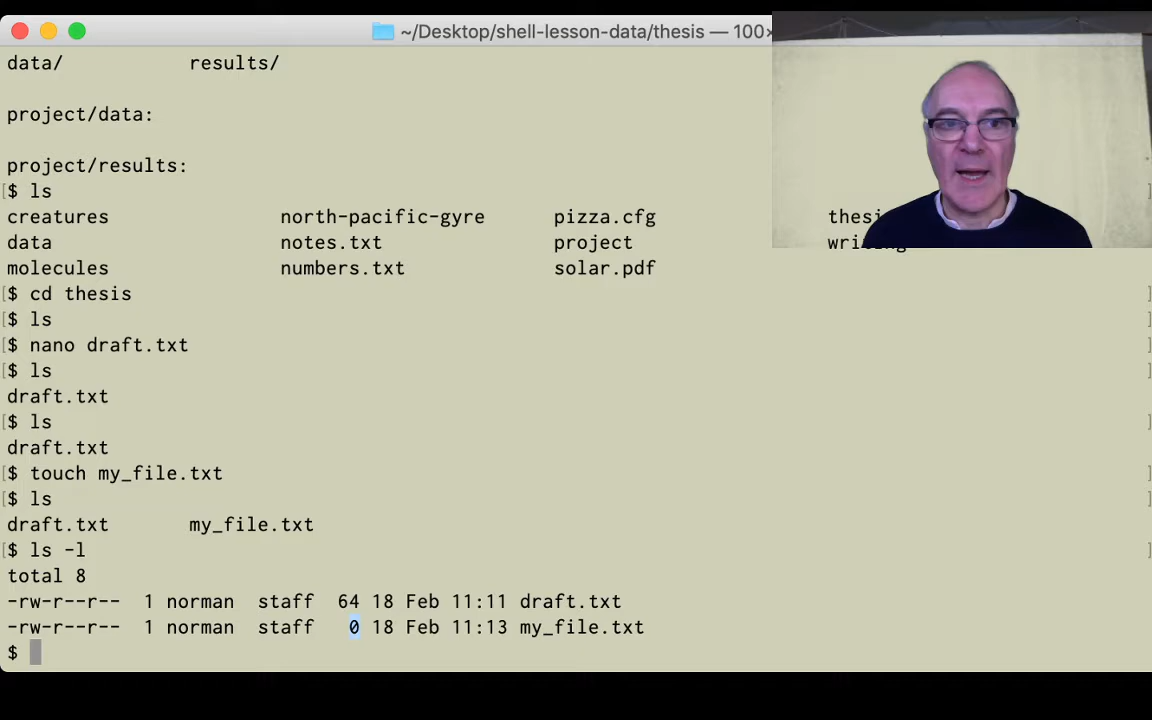 ~/Desktop/shell-lesson-data/thesis — 100×
data/ results/
project/data:
project/results:
[$ ls ]
creatures north-pacific-gyre pizza.cfg
data notes.txt project
molecules numbers.txt solar.pdf
[$ cd thesis ]
[$ ls ]
[$ nano draft.txt ]
[$ ls ]
draft.txt
[$ ls ]
draft.txt
[$ touch my_file.txt ]
[$ ls ]
draft.txt my_file.txt
[$ ls -l ]
total 8
-rw-r--r-- 1 norman staff 64 18 Feb 11:11 draft.txt
-rw-r--r-- 1 norman staff 0 18 Feb 11:13 my_file.txt
$